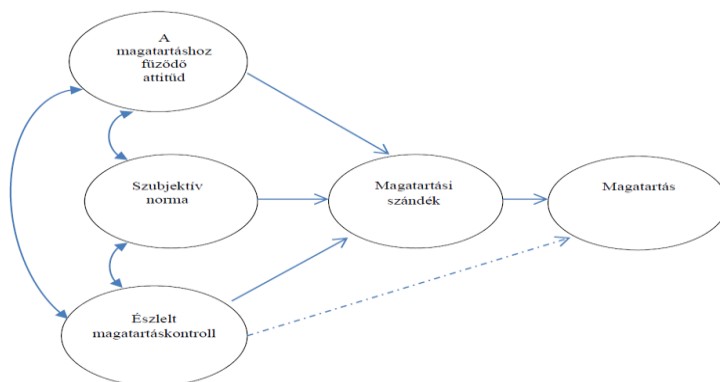 A
magatartáshoz
fűződő
attitűd
Szubjektív
norma
Magatartási
szándék
Magatartás
Észlelt
magatartáskontroll